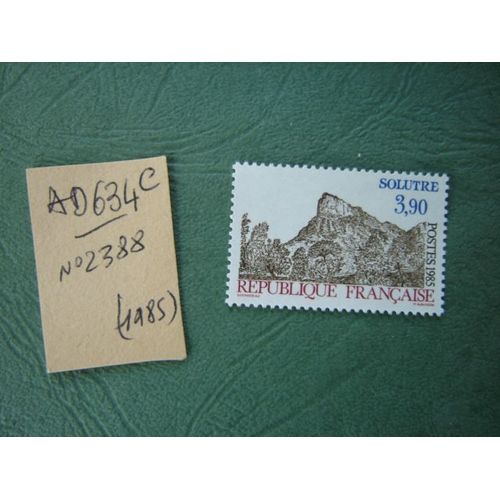 AD634C
N°2388
(1985)
SOLUTRE
3,90
POSTES 1985
REPUBLIQUE FRANÇAISE